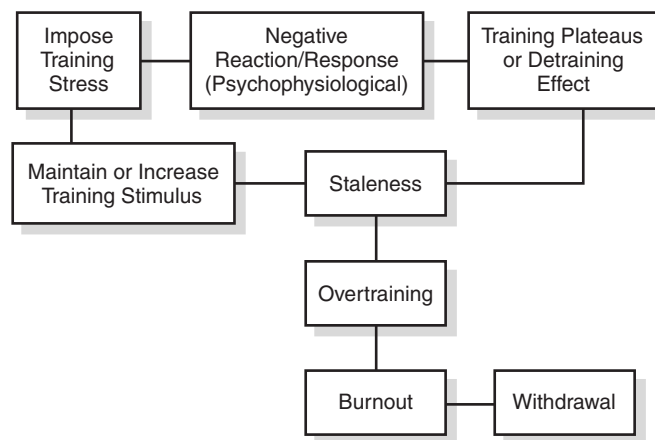 Impose
Training
Stress
Negative
Reaction/Response
(Psychophysiological)
Training Plateaus
or Detraining
Effect
Maintain or Increase
Training Stimulus
Staleness
Overtraining
Burnout
Withdrawal